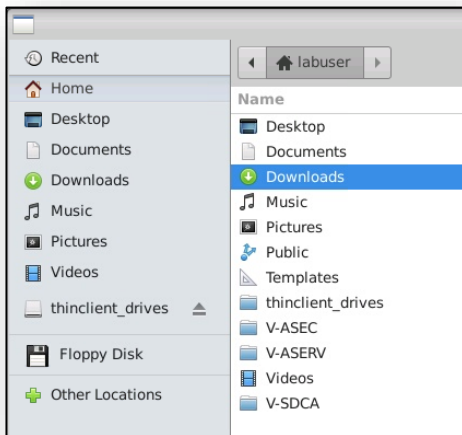 Recent
Home
Desktop
Documents
Downloads
Music
Pictures
Videos
thinclient_drives
Floppy Disk
Other Locations
labuser
Name
Desktop
Documents
Downloads
Music
Pictures
Public
Templates
thinclient_drives
V-ASEC
V-ASERV
Videos
V-SDCA